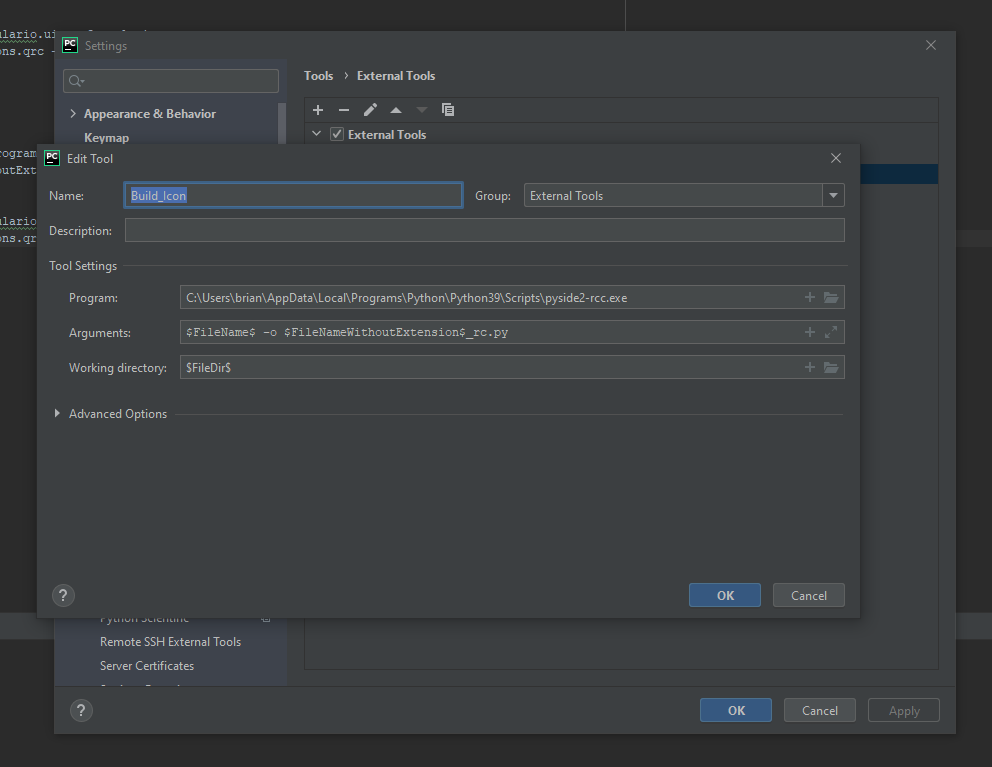 ulario.ui
ons.qrc -
PC Settings
Tools › External Tools
Appearance & Behavior
Keymap
External Tools
rogram
outExt
ulario
ons.qr
PC Edit Tool
Name: Build_Icon Group: External Tools
Description:
Tool Settings
Program: C:\Users\brian\AppData\Local\Programs\Python\Python39\Scripts\pyside2-rcc.exe
Arguments: $FileName$ -o $FileNameWithoutExtension$_rc.py
Working directory: $FileDir$
Advanced Options
? OK Cancel
Python Scientific
Remote SSH External Tools
Server Certificates
? OK Cancel Apply